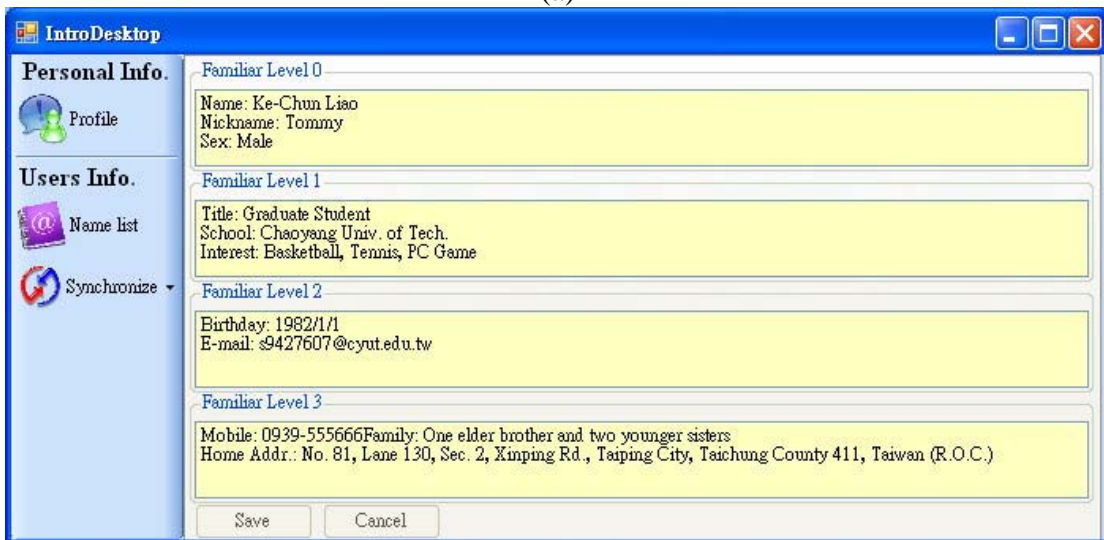 (a)
IntroDesktop
Personal Info.
Profile
Users Info.
Name list
Synchronize
Familiar Level 0
Name: Ke-Chun Liao
Nickname: Tommy
Sex: Male
Familiar Level 1
Title: Graduate Student
School: Chaoyang Univ. of Tech.
Interest: Basketball, Tennis, PC Game
Familiar Level 2
Birthday: 1982/1/1
E-mail: s9427607@cyut.edu.tw
Familiar Level 3
Mobile: 0939-555666Family: One elder brother and two younger sisters
Home Addr.: No. 81, Lane 130, Sec. 2, Xinping Rd., Taiping City, Taichung County 411, Taiwan (R.O.C.)
Save Cancel